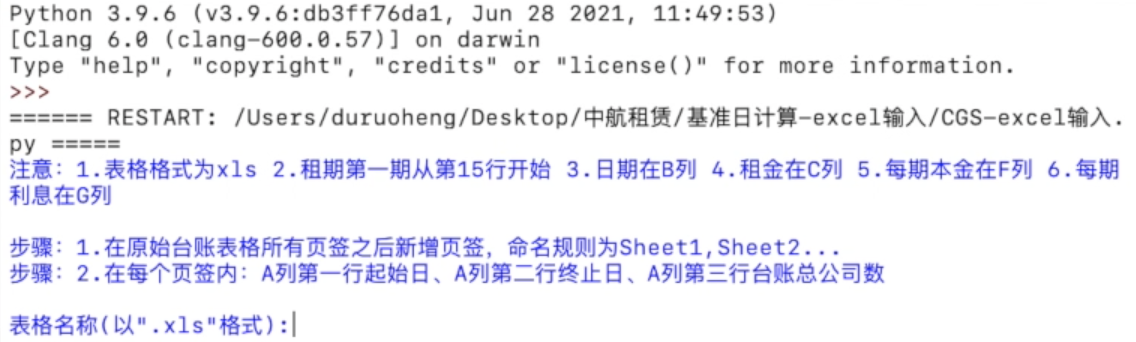 Python 3.9.6 (v3.9.6:db3ff76da1, Jun 28 2021, 11:49:53)
[Clang 6.0 (clang-600.0.57)] on darwin
Type "help", "copyright", "credits" or "license()" for more information.
>>>
====== RESTART: /Users/duruoheng/Desktop/中航租赁/基准日计算-excel输入/CGS-excel输入.
py =====
注意：1.表格格式为xls 2.租期第一期从第15行开始 3.日期在B列 4.租金在C列 5.每期本金在F列 6.每期
利息在G列
步骤：1.在原始台账表格所有页签之后新增页签，命名规则为Sheet1,Sheet2...
步骤：2.在每个页签内：A列第一行起始日、A列第二行终止日、A列第三行台账总公司数
表格名称(以".xls"格式):